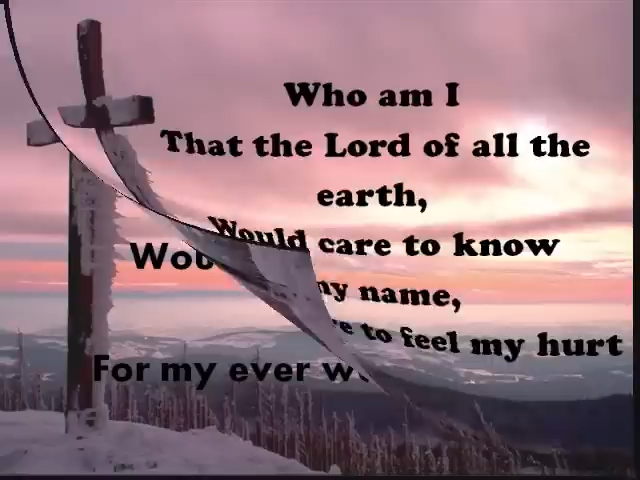 Who am I
That the Lord of all the
earth,
Would care to know
my name,
to feel my hurt
For my ever